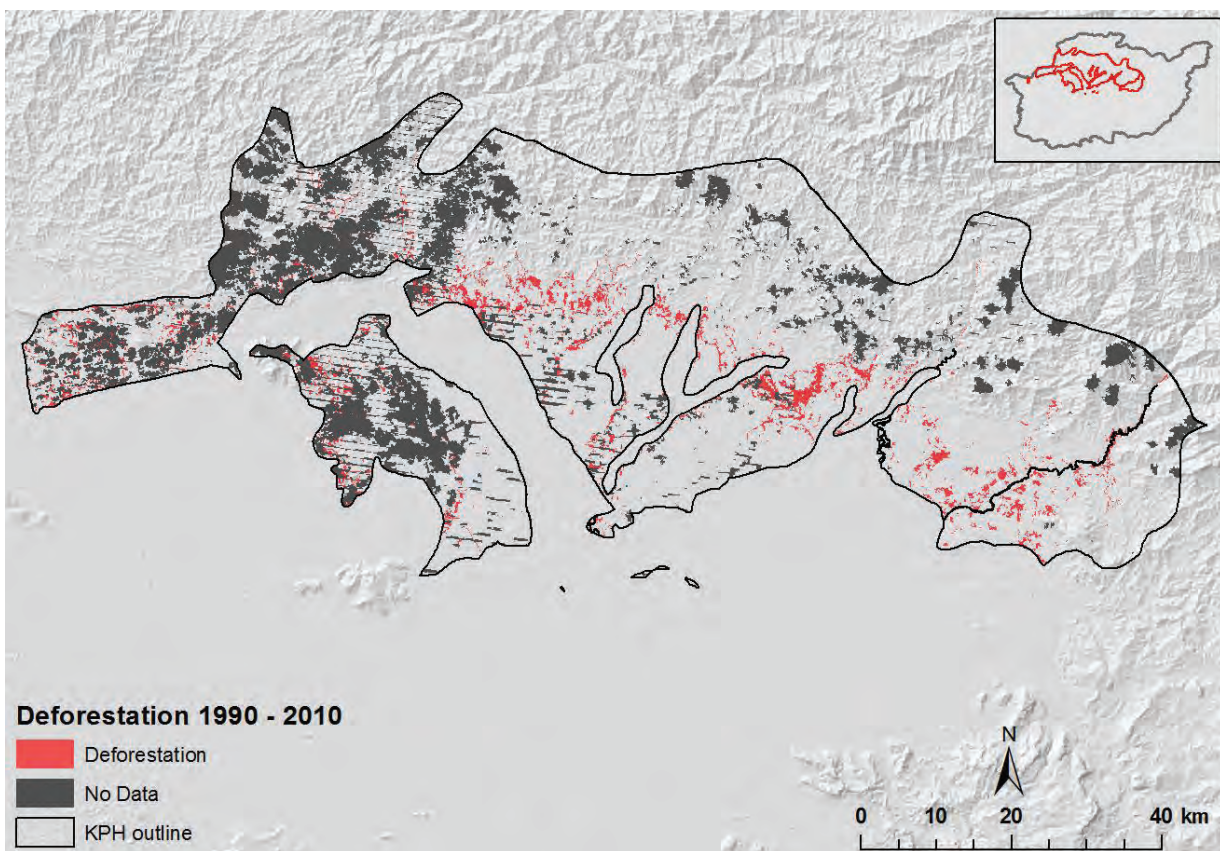 Deforestation 1990 - 2010
Deforestation
No Data
KPH outline
N
0 10 20 40 km